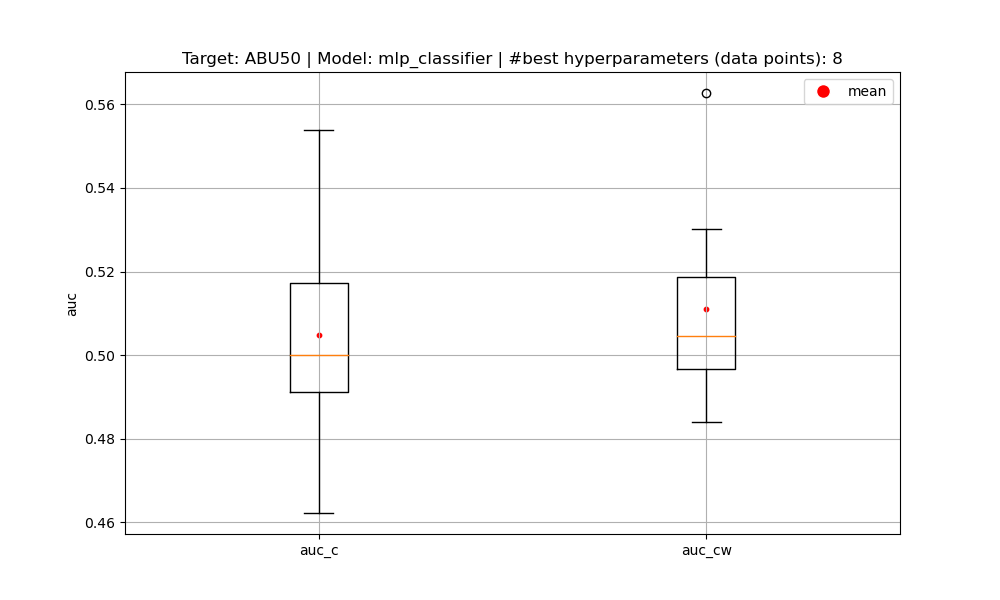 Target: ABU50 | Model: mlp_classifier | #best hyperparameters (data points): 8
mean
0.56
0.54
0.52
0.50
0.48
0.46
auc
auc_c
auc_cw